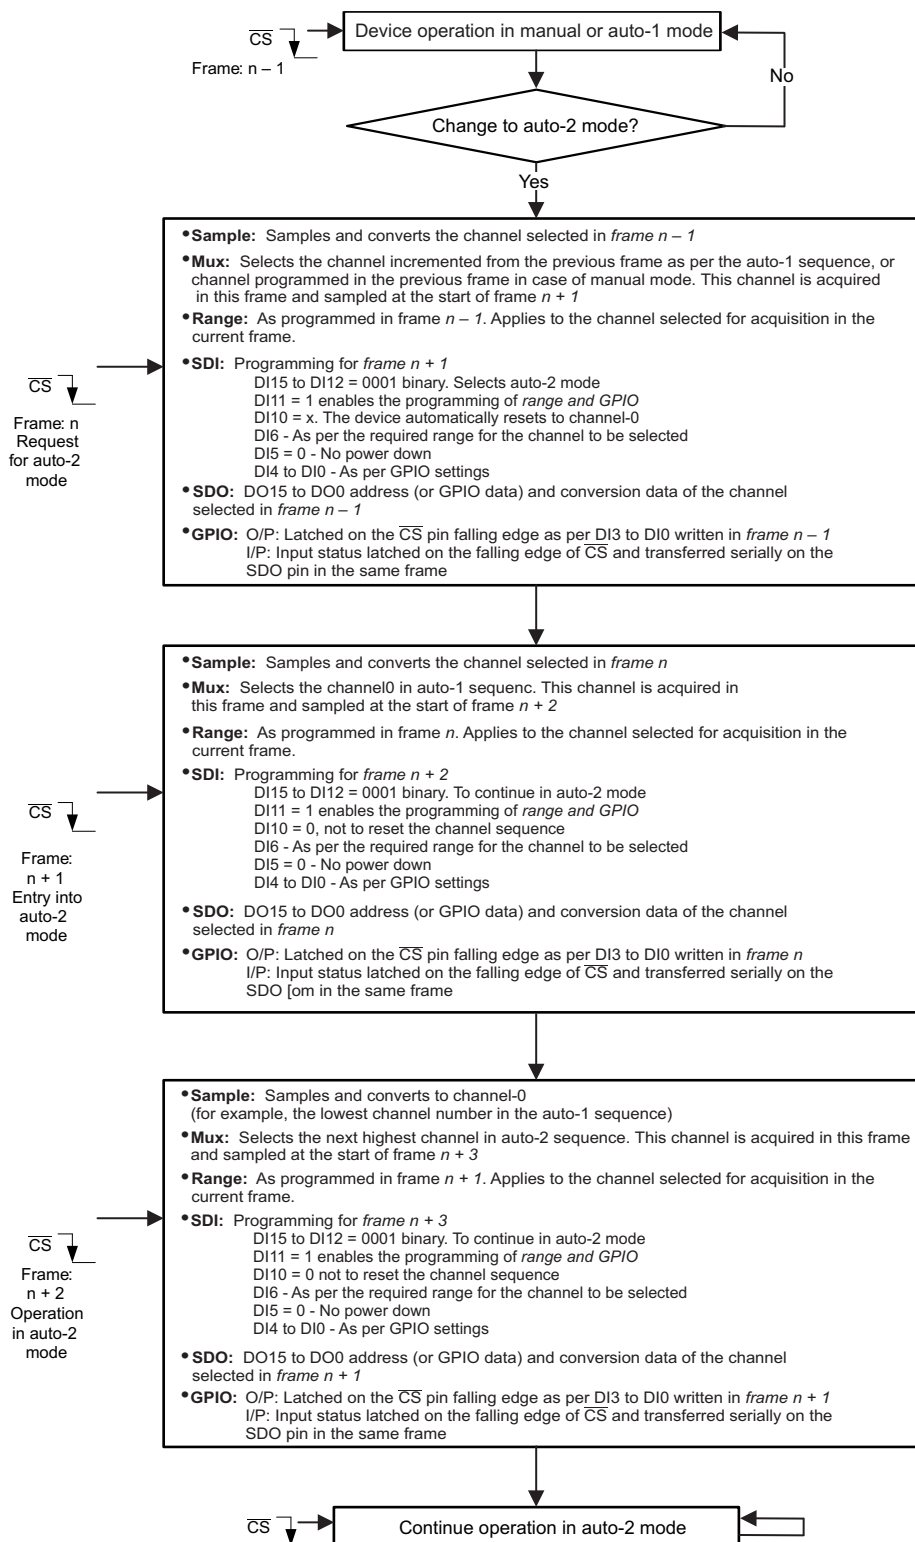 CS
Device operation in manual or auto-1 mode
Frame: n – 1
No
Change to auto-2 mode?
Yes
•Sample: Samples and converts the channel selected in frame n – 1
•Mux: Selects the channel incremented from the previous frame as per the auto-1 sequence, or
channel programmed in the previous frame in case of manual mode. This channel is acquired
in this frame and sampled at the start of frame n + 1
•Range: As programmed in frame n – 1. Applies to the channel selected for acquisition in the
current frame.
•SDI: Programming for frame n + 1
DI15 to DI12 = 0001 binary. Selects auto-2 mode
DI11 = 1 enables the programming of range and GPIO
DI10 = x. The device automatically resets to channel-0
DI6 - As per the required range for the channel to be selected
DI5 = 0 - No power down
DI4 to DI0 - As per GPIO settings
•SDO: DO15 to DO0 address (or GPIO data) and conversion data of the channel
selected in frame n – 1
•GPIO: O/P: Latched on the CS pin falling edge as per DI3 to DI0 written in frame n – 1
I/P: Input status latched on the falling edge of CS and transferred serially on the
SDO pin in the same frame
CS
Frame: n
Request
for auto-2
mode
•Sample: Samples and converts the channel selected in frame n
•Mux: Selects the channel0 in auto-1 sequenc. This channel is acquired in
this frame and sampled at the start of frame n + 2
•Range: As programmed in frame n. Applies to the channel selected for acquisition in the
current frame.
•SDI: Programming for frame n + 2
DI15 to DI12 = 0001 binary. To continue in auto-2 mode
DI11 = 1 enables the programming of range and GPIO
DI10 = 0, not to reset the channel sequence
DI6 - As per the required range for the channel to be selected
DI5 = 0 - No power down
DI4 to DI0 - As per GPIO settings
•SDO: DO15 to DO0 address (or GPIO data) and conversion data of the channel
selected in frame n
•GPIO: O/P: Latched on the CS pin falling edge as per DI3 to DI0 written in frame n
I/P: Input status latched on the falling edge of CS and transferred serially on the
SDO [om in the same frame
CS
Frame:
n + 1
Entry into
auto-2
mode
•Sample: Samples and converts to channel-0
(for example, the lowest channel number in the auto-1 sequence)
•Mux: Selects the next highest channel in auto-2 sequence. This channel is acquired in this frame
and sampled at the start of frame n + 3
•Range: As programmed in frame n + 1. Applies to the channel selected for acquisition in the
current frame.
•SDI: Programming for frame n + 3
DI15 to DI12 = 0001 binary. To continue in auto-2 mode
DI11 = 1 enables the programming of range and GPIO
DI10 = 0 not to reset the channel sequence
DI6 - As per the required range for the channel to be selected
DI5 = 0 - No power down
DI4 to DI0 - As per GPIO settings
•SDO: DO15 to DO0 address (or GPIO data) and conversion data of the channel
selected in frame n + 1
•GPIO: O/P: Latched on the CS pin falling edge as per DI3 to DI0 written in frame n + 1
I/P: Input status latched on the falling edge of CS and transferred serially on the
SDO pin in the same frame
CS
Frame:
n + 2
Operation
in auto-2
mode
CS
Continue operation in auto-2 mode